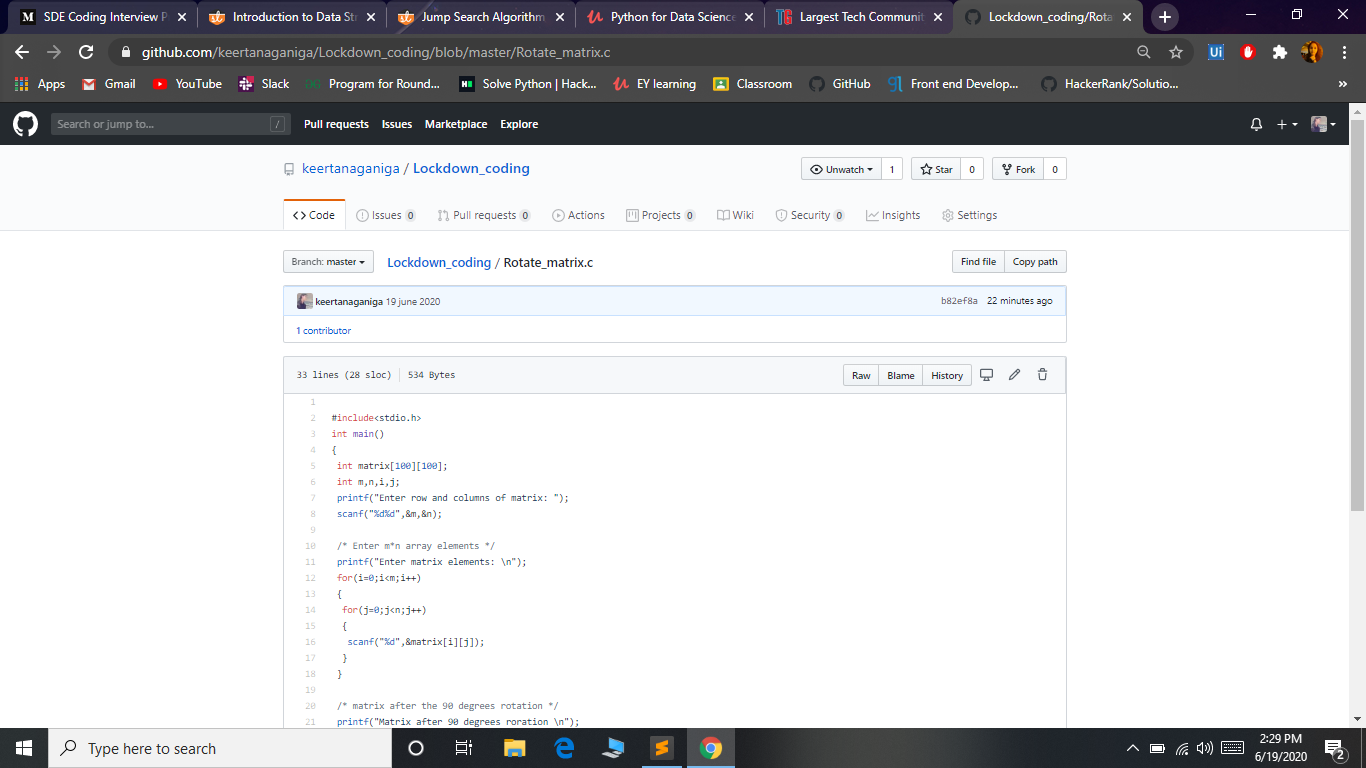 SDE Coding Interview P
Introduction to Data Str
Jump Search Algorithm
Python for Data Science
Largest Tech Communit
Lockdown_coding/Rota
github.com/keertanaganiga/Lockdown_coding/blob/master/Rotate_matrix.c
Apps Gmail YouTube Slack Program for Round... Solve Python | Hack... EY learning Classroom GitHub Front end Develop... HackerRank/Solutio... »
Search or jump to... / Pull requests Issues Marketplace Explore
keertanaganiga / Lockdown_coding Unwatch 1 Star 0 Fork 0
Code Issues 0 Pull requests 0 Actions Projects 0 Wiki Security 0 Insights Settings
Branch: master Lockdown_coding / Rotate_matrix.c Find file Copy path
keertanaganiga 19 june 2020 b82ef8a 22 minutes ago
1 contributor
33 lines (28 sloc) 534 Bytes Raw Blame History
1
2 #include<stdio.h>
3 int main()
4 {
5 int matrix[100][100];
6 int m,n,i,j;
7 printf("Enter row and columns of matrix: ");
8 scanf("%d%d",&m,&n);
9
10 /* Enter m*n array elements */
11 printf("Enter matrix elements: \n");
12 for(i=0;i<m;i++)
13 {
14 for(j=0;j<n;j++)
15 {
16 scanf("%d",&matrix[i][j]);
17 }
18 }
19
20 /* matrix after the 90 degrees rotation */
21 printf("Matrix after 90 degrees roration \n");
Type here to search
2:29 PM
6/19/2020
2